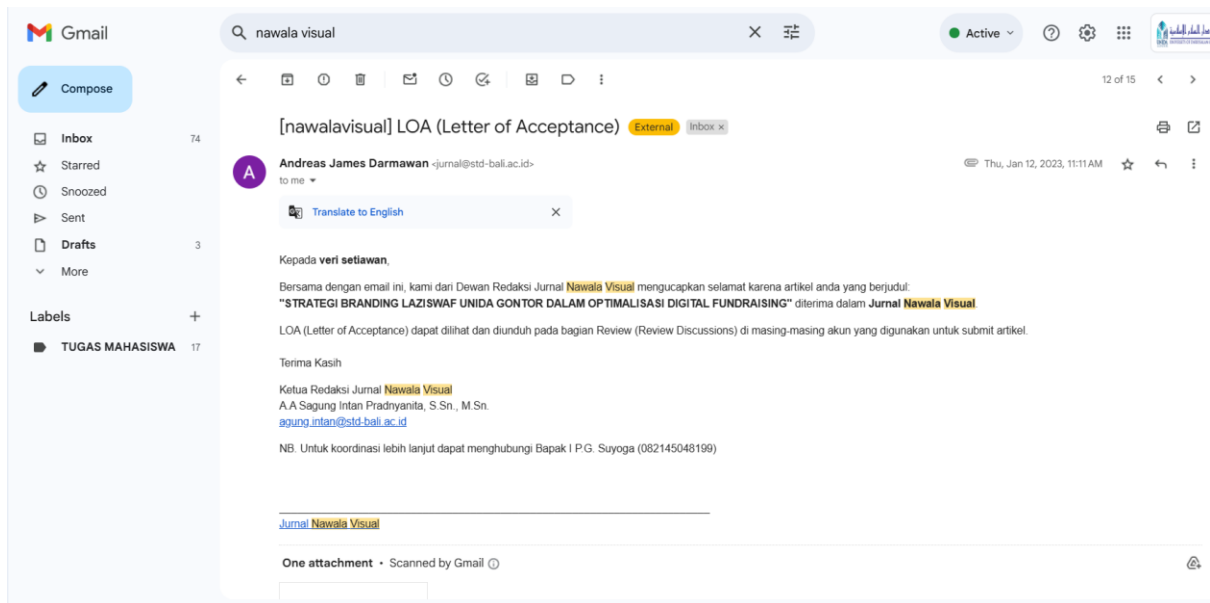 Gmail
nawala visual
Active
Compose
12 of 15
Inbox 74
Starred
Snoozed
Sent
Drafts 3
More
Labels
TUGAS MAHASISWA 17
[nawalavisual] LOA (Letter of Acceptance) External Inbox ×
A
Andreas James Darmawan <jurnal@std-bali.ac.id>
Thu, Jan 12, 2023, 11:11 AM
to me
Translate to English
Kepada veri setiawan,
Bersama dengan email ini, kami dari Dewan Redaksi Jurnal Nawala Visual mengucapkan selamat karena artikel anda yang berjudul:
"STRATEGI BRANDING LAZISWAF UNIDA GONTOR DALAM OPTIMALISASI DIGITAL FUNDRAISING" diterima dalam Jurnal Nawala Visual.
LOA (Letter of Acceptance) dapat dilihat dan diunduh pada bagian Review (Review Discussions) di masing-masing akun yang digunakan untuk submit artikel.
Terima Kasih
Ketua Redaksi Jurnal Nawala Visual
A.A Sagung Intan Pradnyanita, S.Sn., M.Sn.
agung.intan@std-bali.ac.id
NB. Untuk koordinasi lebih lanjut dapat menghubungi Bapak I P.G. Suyoga (082145048199)
Jurnal Nawala Visual
One attachment • Scanned by Gmail